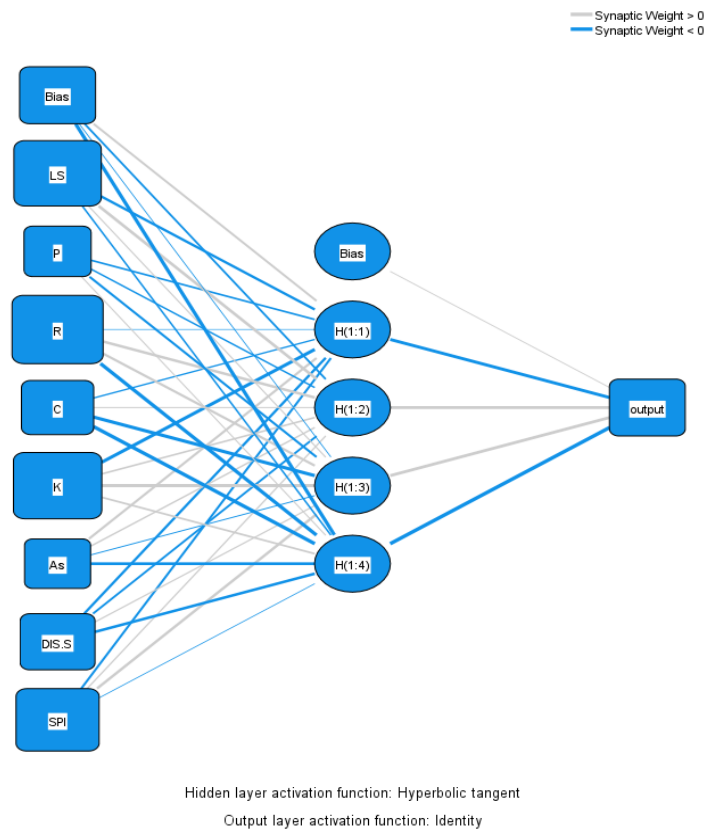 Synaptic Weight > 0
Synaptic Weight < 0
Bias
LS
P
R
C
K
As
DIS.S
SPI
Bias
H(1:1)
H(1:2)
H(1:3)
H(1:4)
output
Hidden layer activation function: Hyperbolic tangent
Output layer activation function: Identity